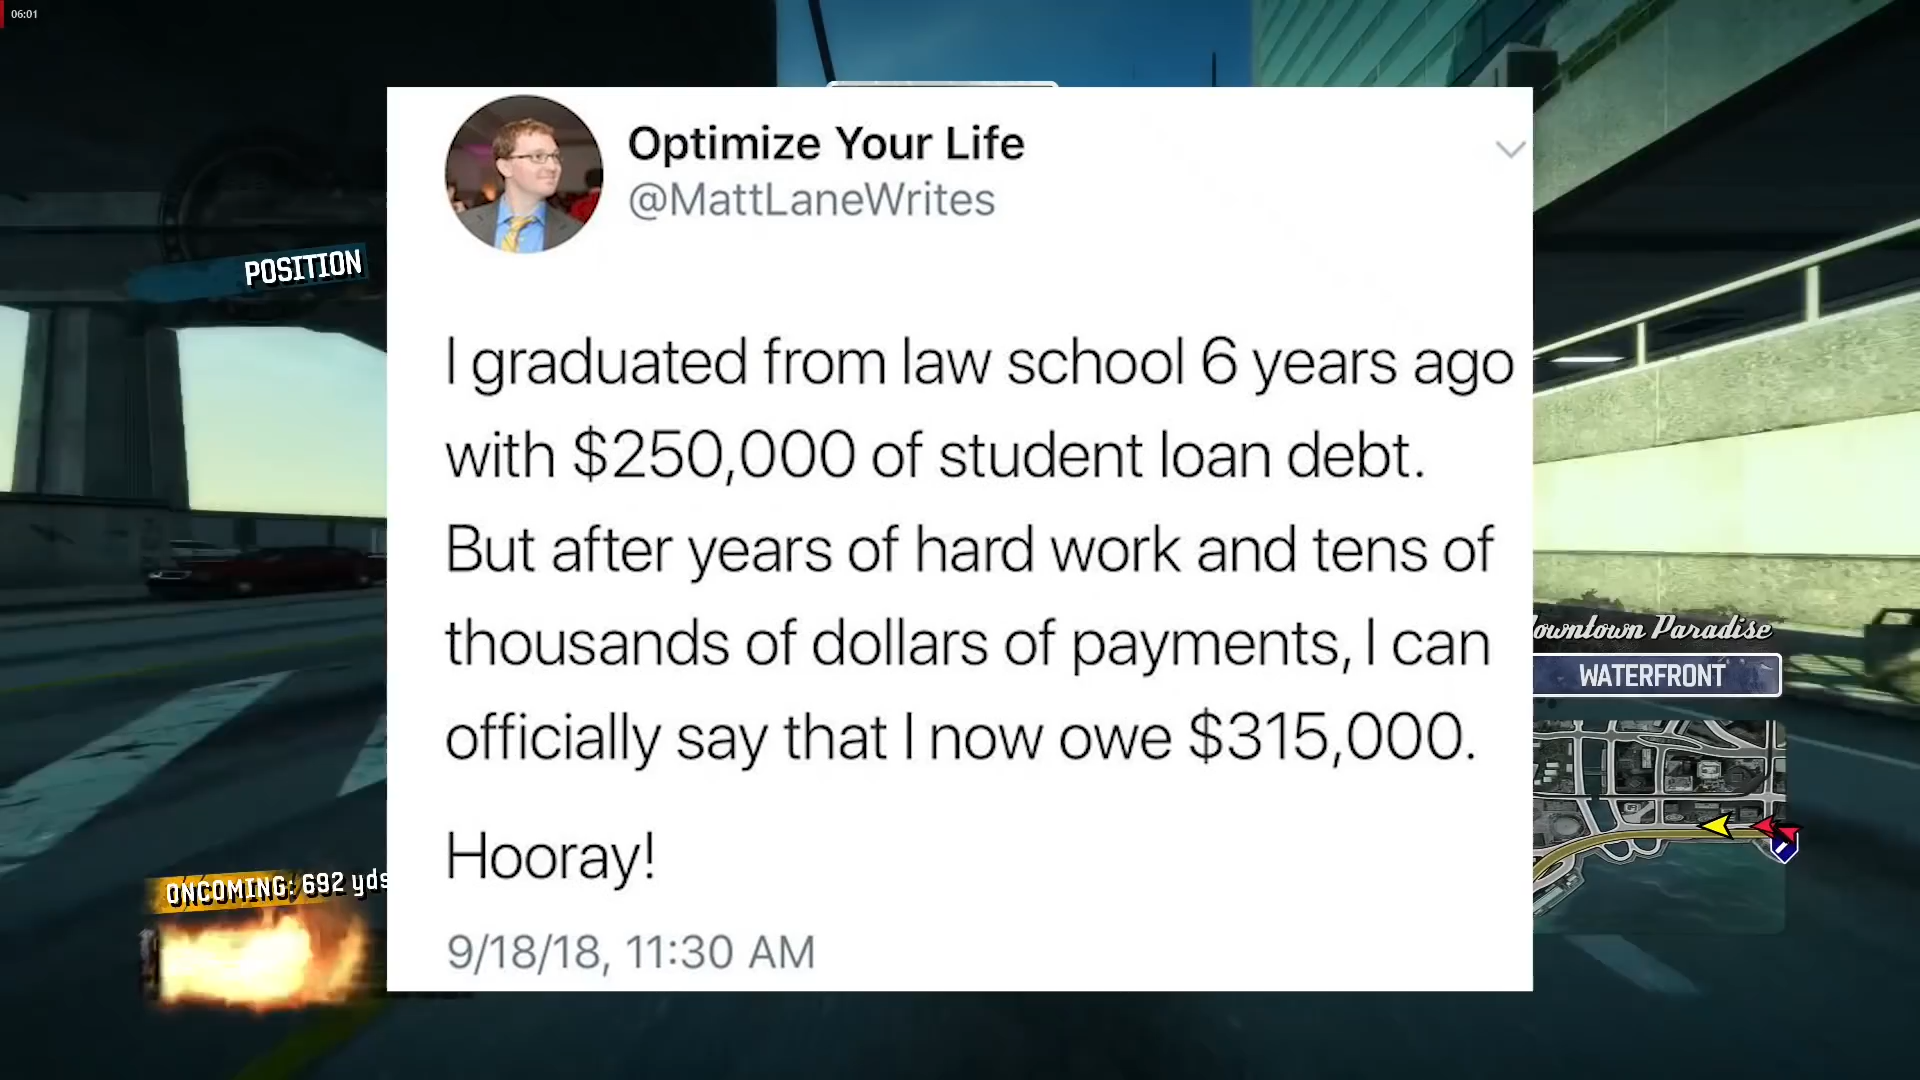 06:01
Optimize Your Life
@MattLaneWrites
POSITION
I graduated from law school 6 years ago
with $250,000 of student loan debt.
But after years of hard work and tens of
thousands of dollars of payments, I can
officially say that I now owe $315,000.
Hooray!
9/18/18, 11:30 AM
Downtown Paradise
WATERFRONT
ONCOMING: 692 yds